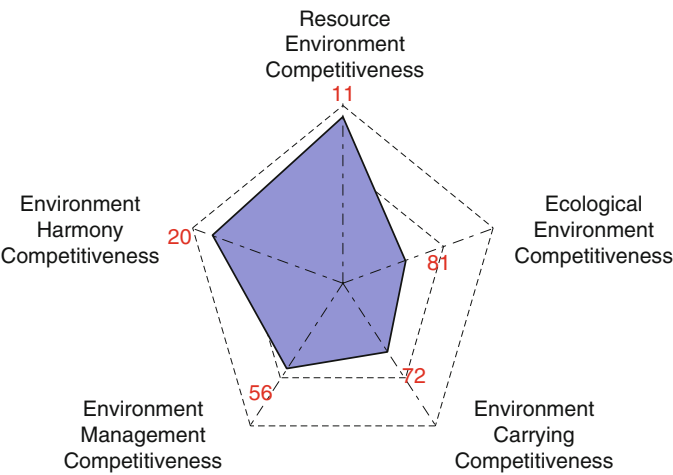 Resource
Environment
Competitiveness
11
Environment
Harmony
Competitiveness
20
Ecological
Environment
Competitiveness
81
72
56
Environment
Management
Competitiveness
Environment
Carrying
Competitiveness